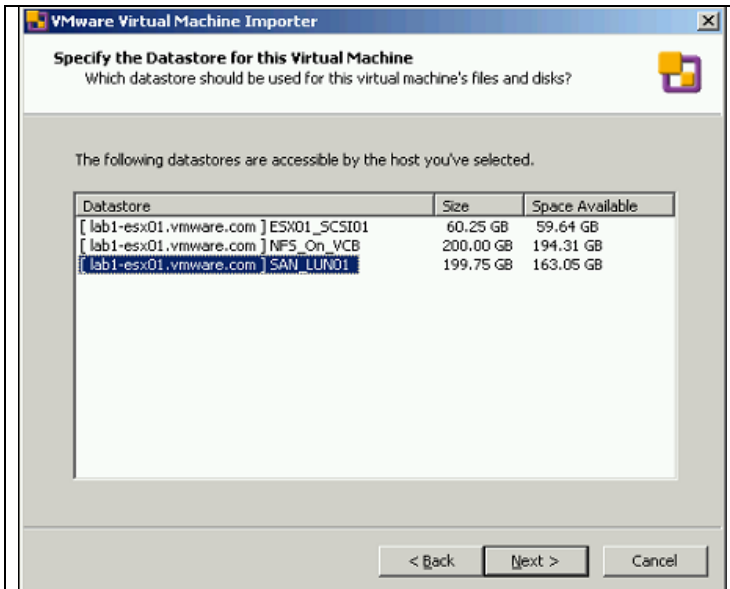 VMware Virtual Machine Importer
Specify the Datastore for this Virtual Machine
Which datastore should be used for this virtual machine's files and disks?
The following datastores are accessible by the host you've selected.
Datastore Size Space Available
[ lab1-esx01.vmware.com ] ESX01_SCSI01 60.25 GB 59.64 GB
[ lab1-esx01.vmware.com ] NFS_On_VCB 200.00 GB 194.31 GB
[ lab1-esx01.vmware.com ] SAN_LUN01 199.75 GB 163.05 GB
< Back Next > Cancel